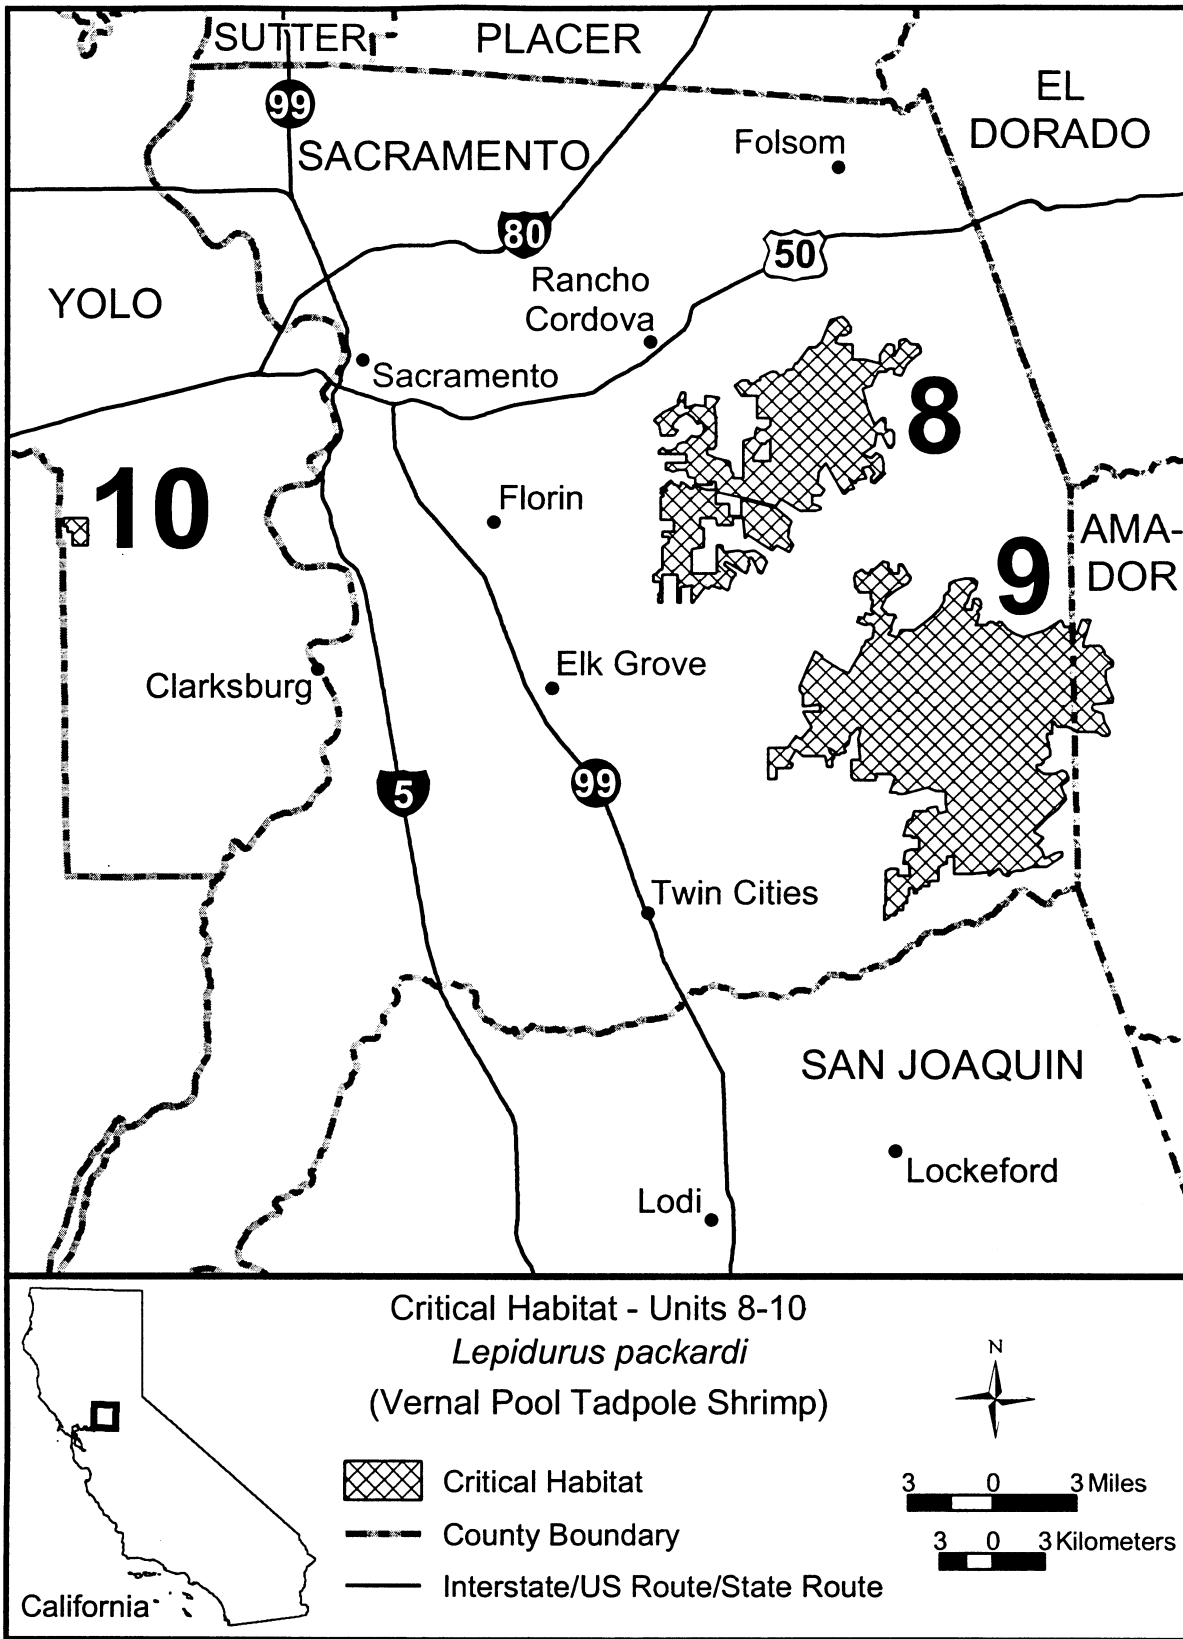 SUTTER
PLACER
EL
DORADO
99
SACRAMENTO
Folsom
80
50
YOLO
Rancho
Cordova
Sacramento
8
10
Florin
AMA-
DOR
9
Elk Grove
Clarksburg
5
99
Twin Cities
SAN JOAQUIN
Lockeford
Lodi
Critical Habitat - Units 8-10
Lepidurus packardi
(Vernal Pool Tadpole Shrimp)
N
Critical Habitat
3 0 3 Miles
County Boundary
3 0 3 Kilometers
Interstate/US Route/State Route
California